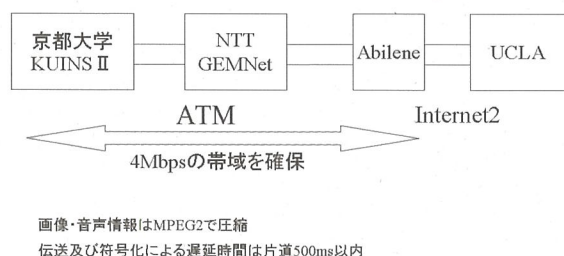 京都大学
KUINS Ⅱ
NTT
GEMNet
Abilene
UCLA
ATM
Internet2
4Mbpsの帯域を確保
画像・音声情報はMPEG2で圧縮
伝送及び符号化による遅延時間は片道500ms以内